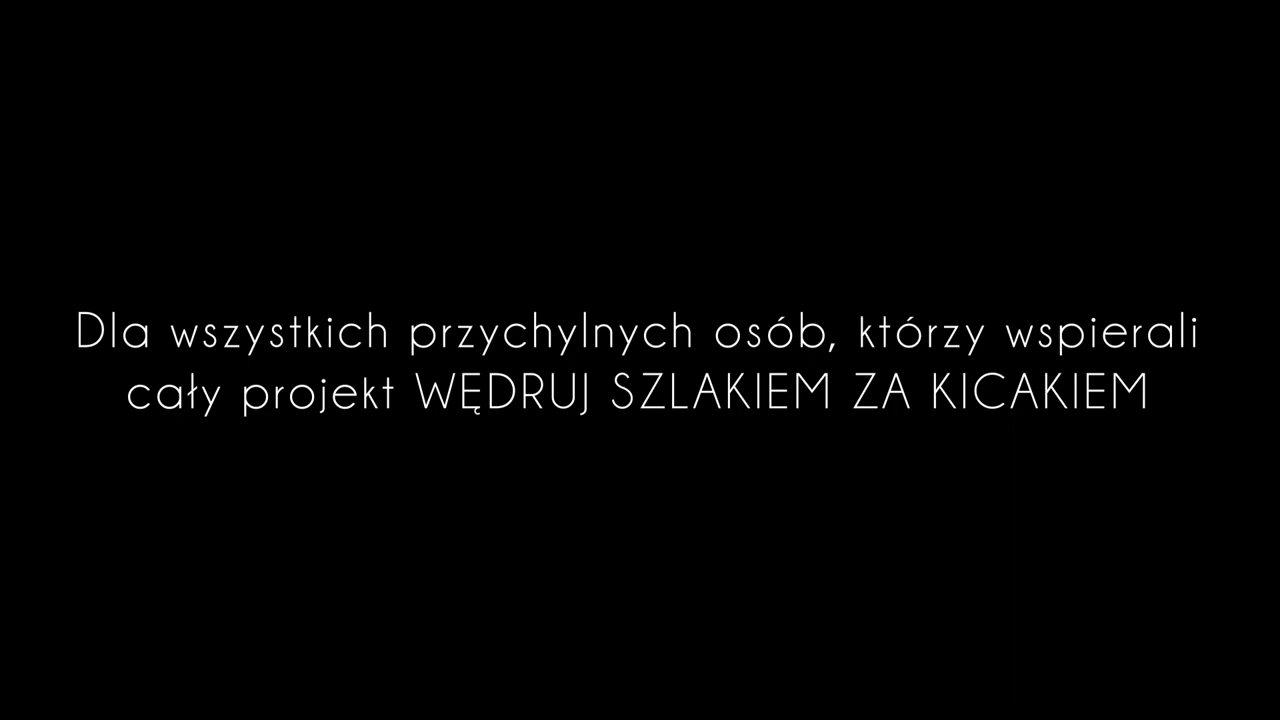 Dla wszystkich przychylnych osób, którzy wspierali
cały projekt WĘDRUJ SZLAKIEM ZA KICAKIEM